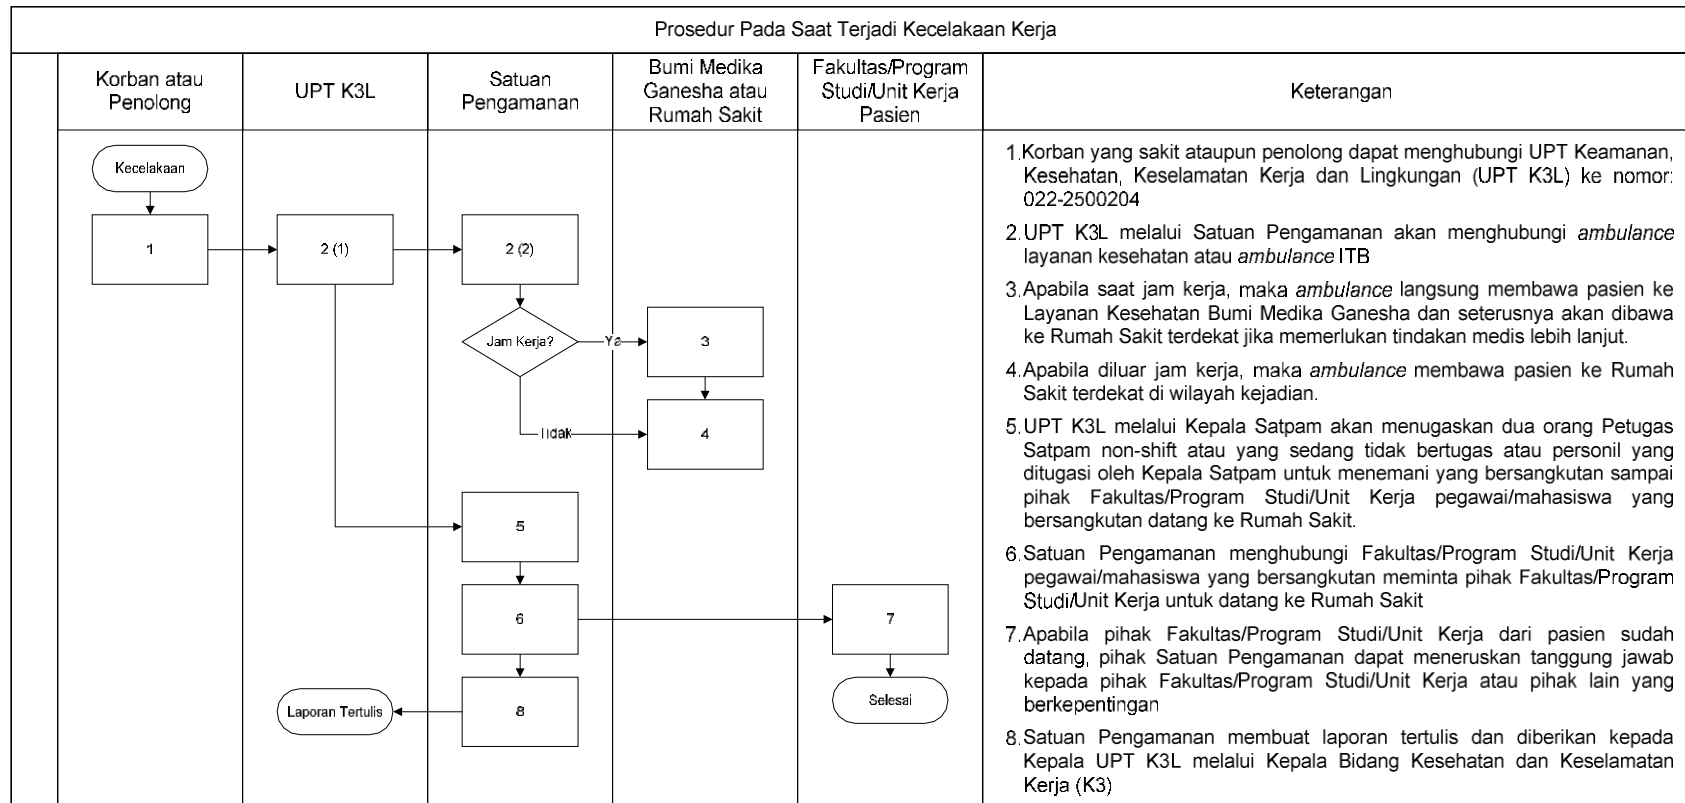 Prosedur Pada Saat Terjadi Kecelakaan Kerja
Korban atau
Penolong
UPT K3L
Satuan
Pengamanan
Bumi Medika
Ganesha atau
Rumah Sakit
Fakultas/Program
Studi/Unit Kerja
Pasien
Keterangan
Kecelakaan
1
2 (1)
2 (2)
Jam Kerja?
Ya
3
Tidak
4
5
6
7
8
Laporan Tertulis
Selesai
1.Korban yang sakit ataupun penolong dapat menghubungi UPT Keamanan,
Kesehatan, Keselamatan Kerja dan Lingkungan (UPT K3L) ke nomor:
022-2500204
2.UPT K3L melalui Satuan Pengamanan akan menghubungi ambulance
layanan kesehatan atau ambulance ITB
3.Apabila saat jam kerja, maka ambulance langsung membawa pasien ke
Layanan Kesehatan Bumi Medika Ganesha dan seterusnya akan dibawa
ke Rumah Sakit terdekat jika memerlukan tindakan medis lebih lanjut.
4.Apabila diluar jam kerja, maka ambulance membawa pasien ke Rumah
Sakit terdekat di wilayah kejadian.
5.UPT K3L melalui Kepala Satpam akan menugaskan dua orang Petugas
Satpam non-shift atau yang sedang tidak bertugas atau personil yang
ditugasi oleh Kepala Satpam untuk menemani yang bersangkutan sampai
pihak Fakultas/Program Studi/Unit Kerja pegawai/mahasiswa yang
bersangkutan datang ke Rumah Sakit.
6.Satuan Pengamanan menghubungi Fakultas/Program Studi/Unit Kerja
pegawai/mahasiswa yang bersangkutan meminta pihak Fakultas/Program
Studi/Unit Kerja untuk datang ke Rumah Sakit
7.Apabila pihak Fakultas/Program Studi/Unit Kerja dari pasien sudah
datang, pihak Satuan Pengamanan dapat meneruskan tanggung jawab
kepada pihak Fakultas/Program Studi/Unit Kerja atau pihak lain yang
berkepentingan
8.Satuan Pengamanan membuat laporan tertulis dan diberikan kepada
Kepala UPT K3L melalui Kepala Bidang Kesehatan dan Keselamatan
Kerja (K3)